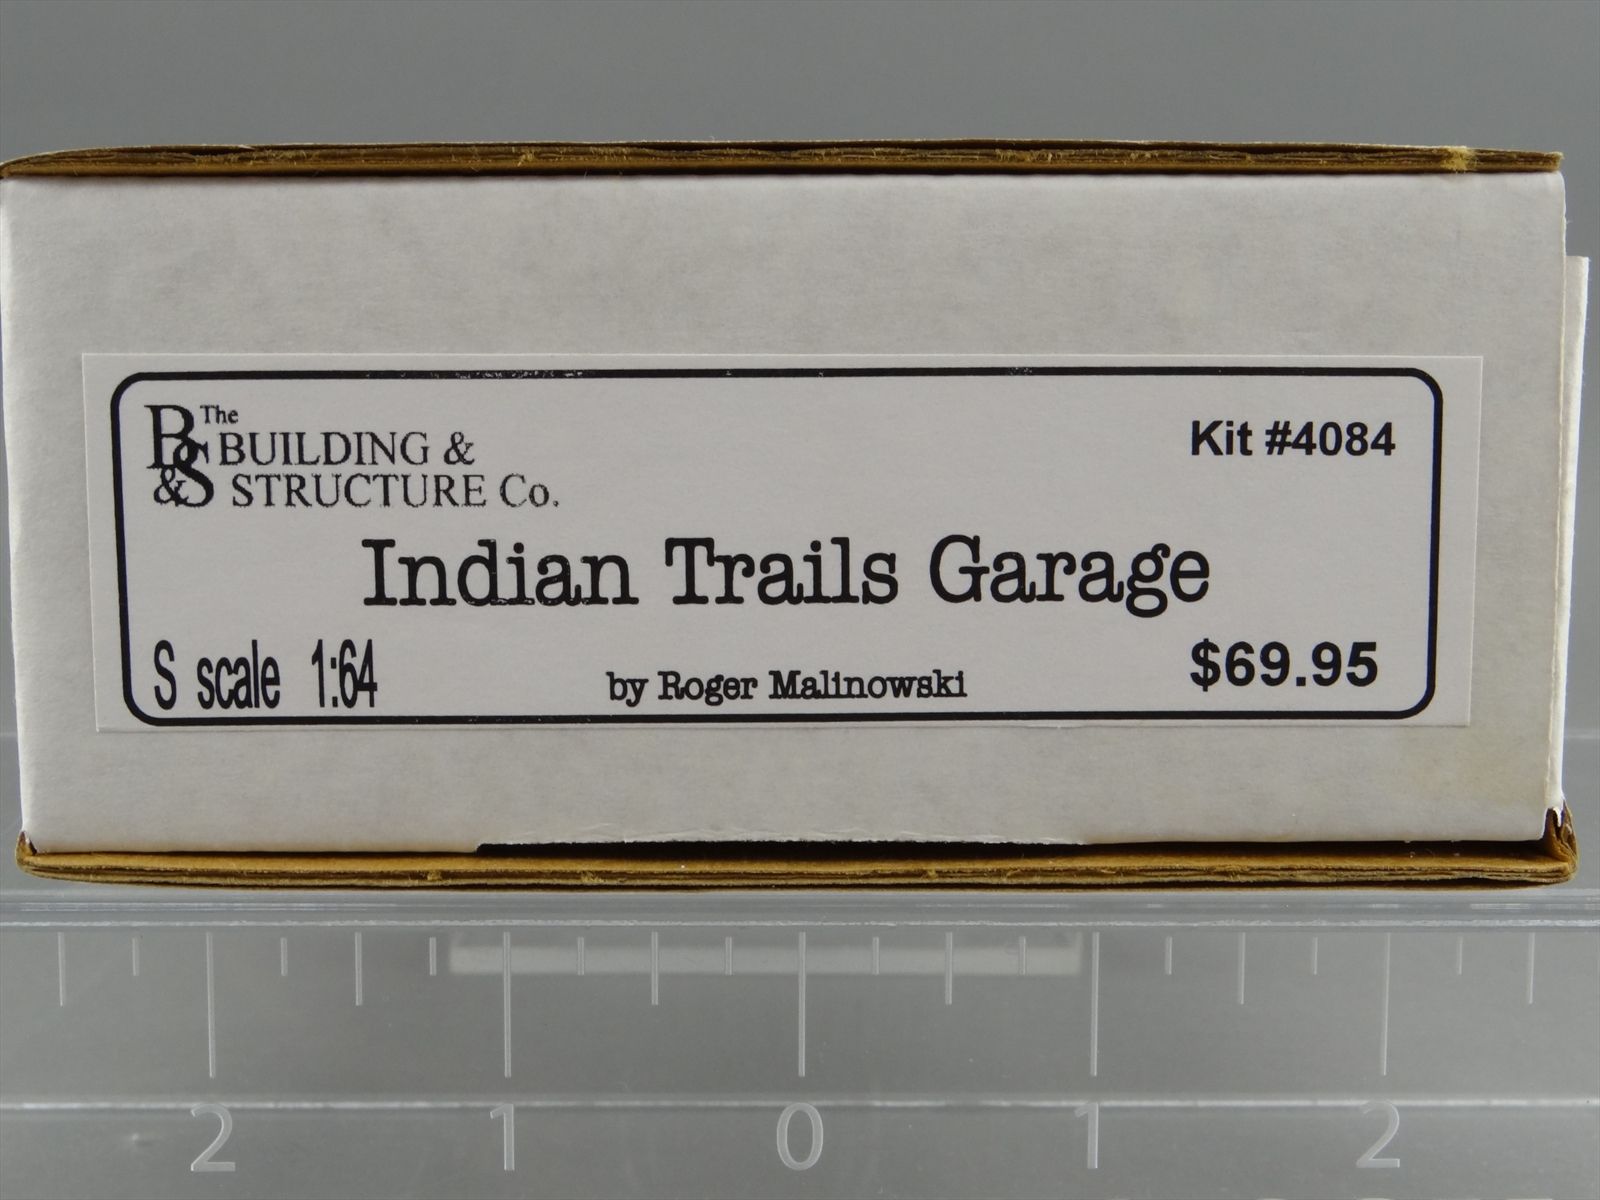 B&S The
BUILDING &
STRUCTURE Co.
Kit #4084
Indian Trails Garage
S scale 1:64
by Roger Malinowski
$69.95
2 1 0 1 2